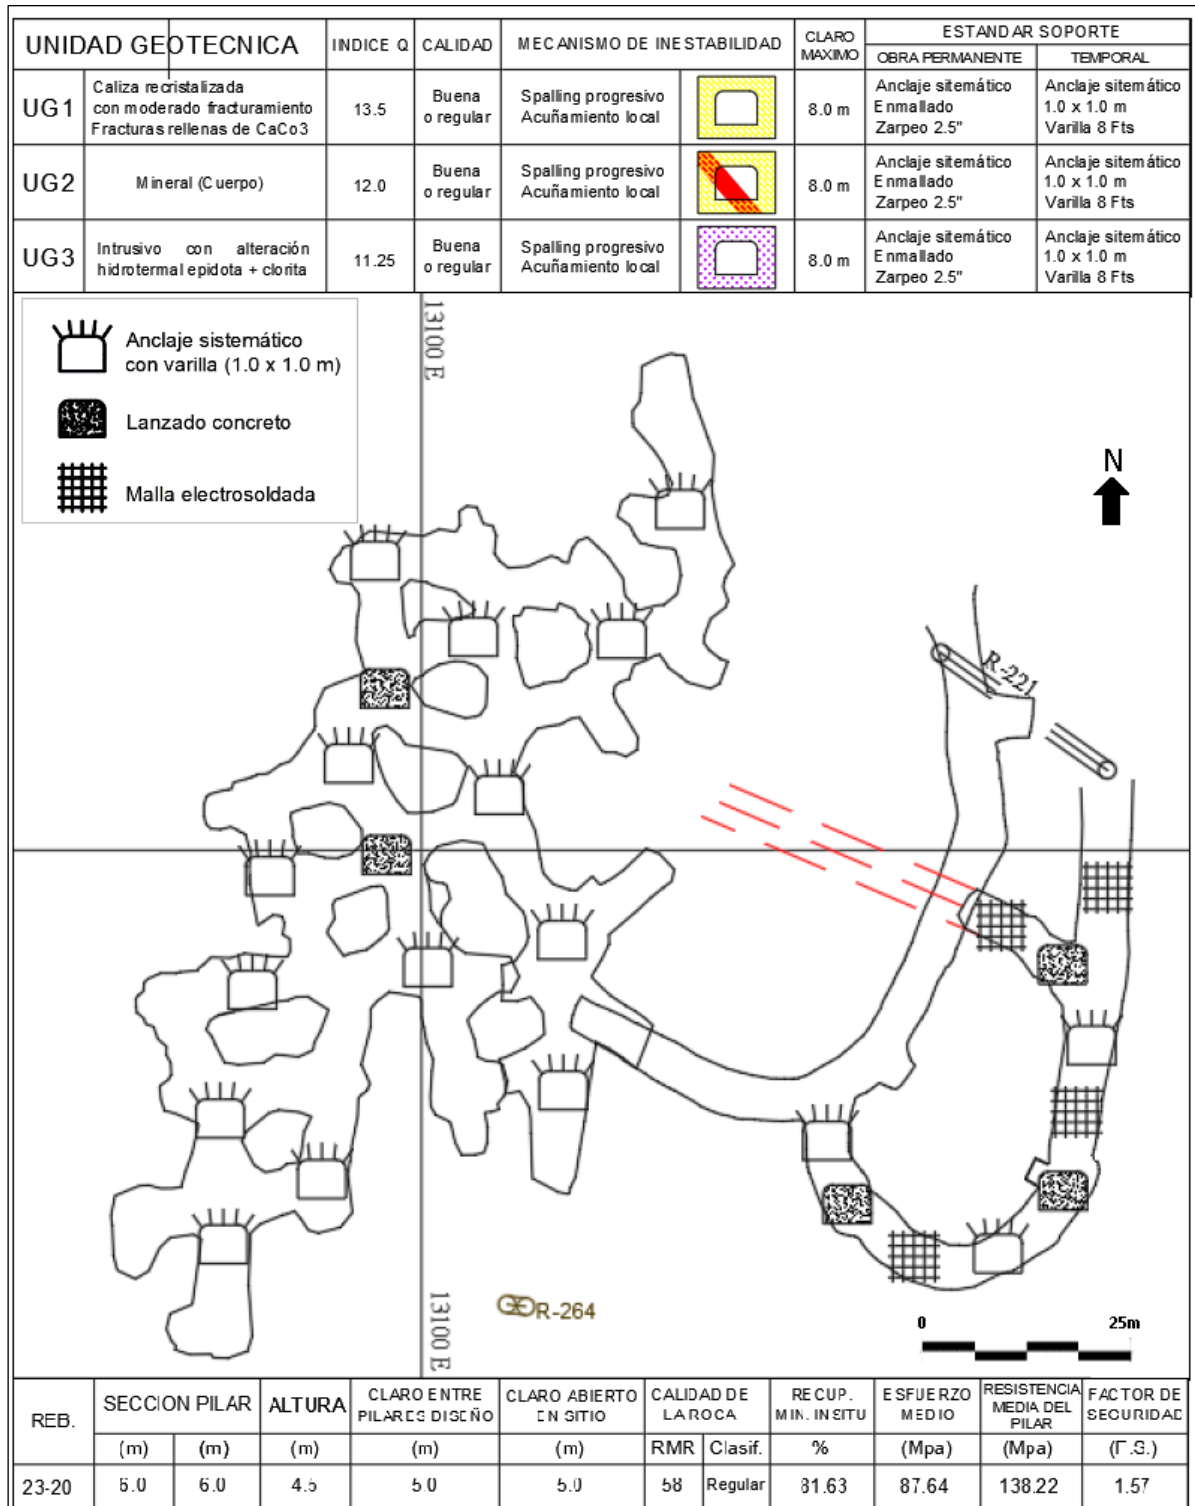 UNIDAD GEOTECNICA
INDICE Q
CALIDAD
MECANISMO DE INESTABILIDAD
CLARO
MAXIMO
ESTANDAR SOPORTE
OBRA PERMANENTE
TEMPORAL
UG1
Caliza recristalizada
con moderado fracturamiento
Fracturas rellenas de CaCo3
13.5
Buena
o regular
Spalling progresivo
Acuñamiento local
8.0 m
Anclaje sitemático
Enmallado
Zarpeo 2.5"
Anclaje sitemático
1.0 x 1.0 m
Varilla 8 Fts
UG2
Mineral (Cuerpo)
12.0
Buena
o regular
Spalling progresivo
Acuñamiento local
8.0 m
Anclaje sitemático
Enmallado
Zarpeo 2.5"
Anclaje sitemático
1.0 x 1.0 m
Varilla 8 Fts
UG3
Intrusivo con alteración
hidrotermal epidota + clorita
11.25
Buena
o regular
Spalling progresivo
Acuñamiento local
8.0 m
Anclaje sitemático
Enmallado
Zarpeo 2.5"
Anclaje sitemático
1.0 x 1.0 m
Varilla 8 Fts
Anclaje sistemático
con varilla (1.0 x 1.0 m)
Lanzado concreto
Malla electrosoldada
13100 E
N
R-221
13100 E
R-264
0 25m
REB.
SECCION PILAR
ALTURA
CLARO ENTRE
PILARES DISEÑO
CLARO ABIERTO
EN SITIO
CALIDAD DE
LA ROCA
RECUP.
MIN. INSITU
ESFUERZO
MEDIO
RESISTENCIA
MEDIA DEL
PILAR
FACTOR DE
SEGURIDAD
(m) (m) (m) (m) (m) RMR Clasif. % (Mpa) (Mpa) (F.S.)
23-20 6.0 4.5 5.0 5.0 58 Regular 81.63 87.64 138.22 1.57